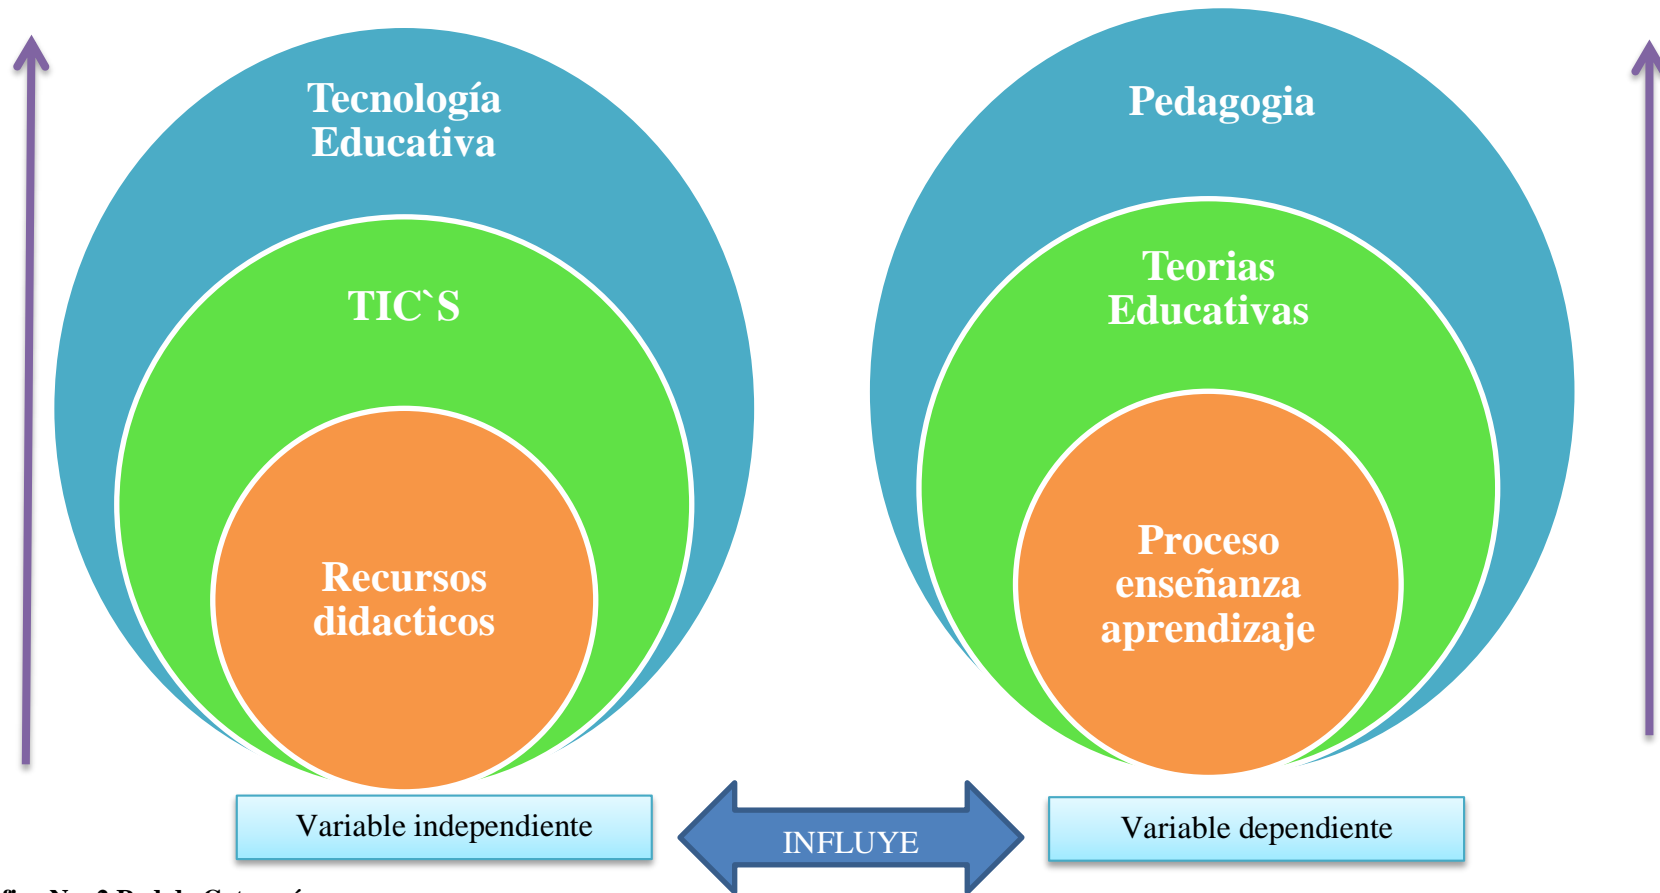 Tecnología
Educativa
TIC`S
Recursos
didacticos
Pedagogia
Teorias
Educativas
Proceso
enseñanza
aprendizaje
Variable independiente
INFLUYE
Variable dependiente